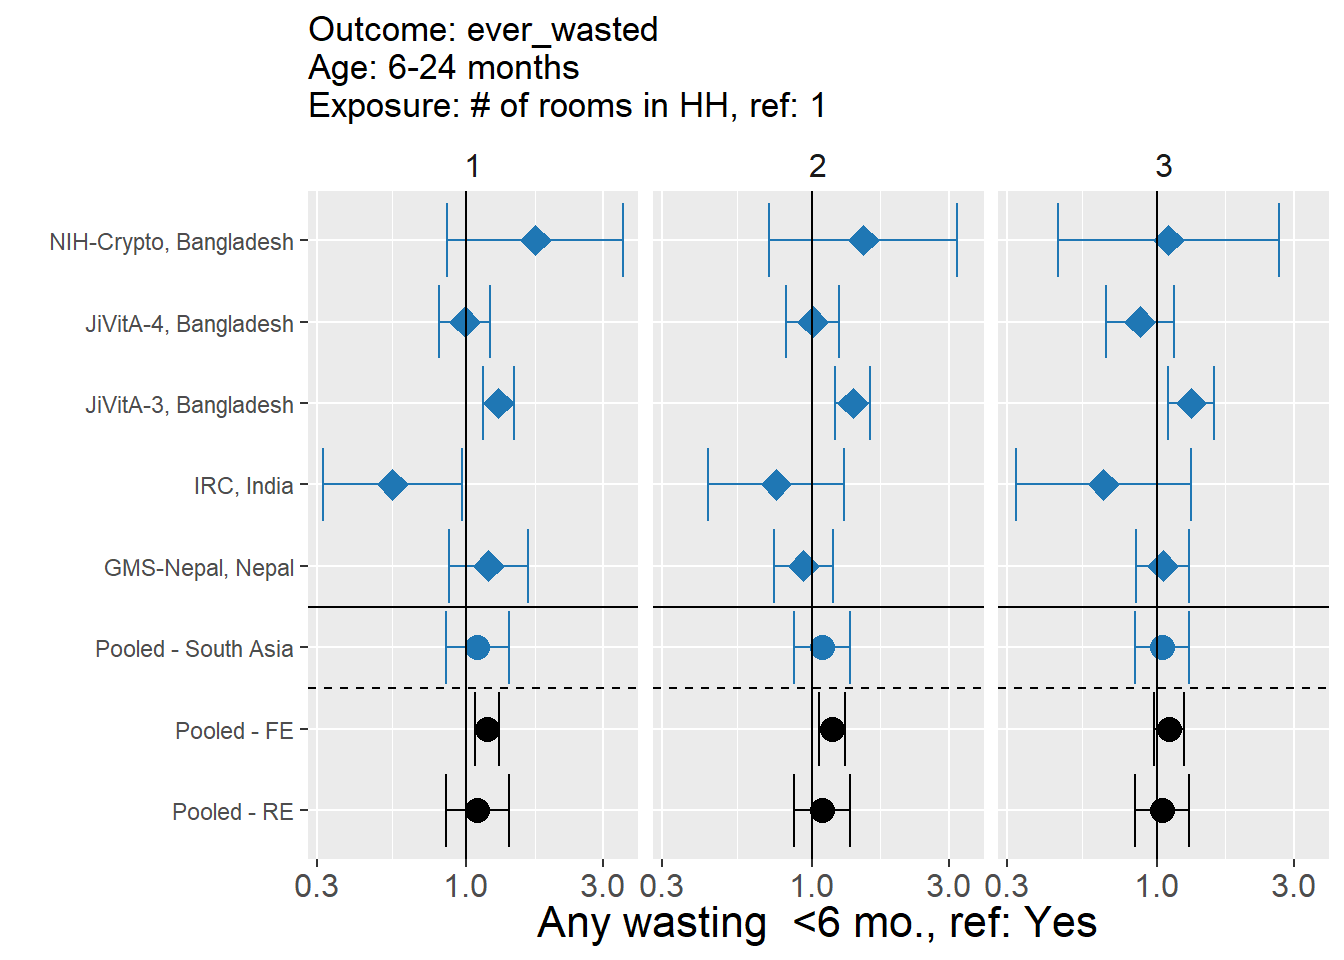 Outcome: ever_wasted
Age: 6-24 months
Exposure: # of rooms in HH, ref: 1
1 2 3
NIH-Crypto, Bangladesh
JiVitA-4, Bangladesh
JiVitA-3, Bangladesh
IRC, India
GMS-Nepal, Nepal
Pooled - South Asia
Pooled - FE
Pooled - RE
0.3 1.0 3.0 0.3 1.0 3.0 0.3 1.0 3.0
Any wasting  <6 mo., ref: Yes